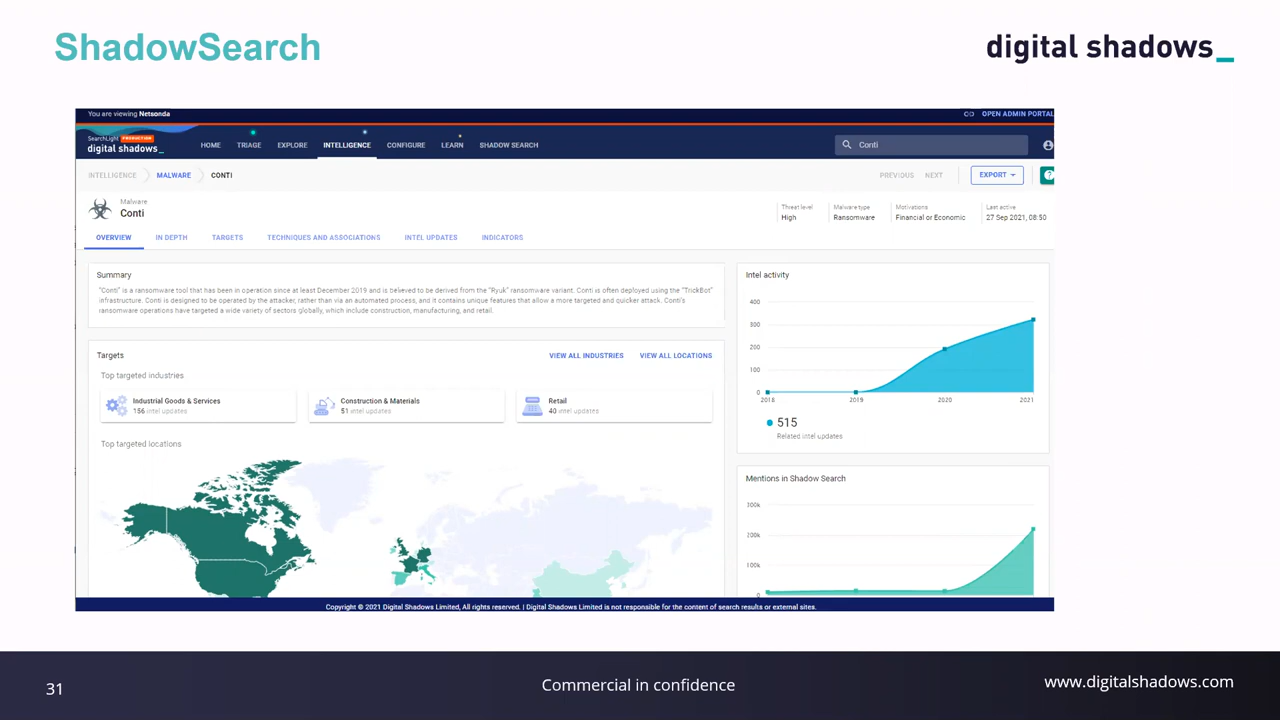 ShadowSearch
digital shadows_
You are viewing Netsonda
OPEN ADMIN PORTAL
SearchLight PRODUCTION
digital shadows_
HOME
TRIAGE
EXPLORE
INTELLIGENCE
CONFIGURE
LEARN
SHADOW SEARCH
Conti
INTELLIGENCE
MALWARE
CONTI
PREVIOUS
NEXT
EXPORT
Malware
Conti
Threat level
High
Malware type
Ransomware
Motivations
Financial or Economic
Last active
27 Sep 2021, 08:50
OVERVIEW
IN DEPTH
TARGETS
TECHNIQUES AND ASSOCIATIONS
INTEL UPDATES
INDICATORS
Summary
"Conti" is a ransomware tool that has been in operation since at least December 2019 and is believed to be derived from the "Ryuk" ransomware variant. Conti is often deployed using the "TrickBot"
infrastructure. Conti is designed to be operated by the attacker, rather than via an automated process, and it contains unique features that allow a more targeted and quicker attack. Conti's
ransomware operations have targeted a wide variety of sectors globally, which include construction, manufacturing, and retail.
Targets
VIEW ALL INDUSTRIES
VIEW ALL LOCATIONS
Top targeted industries
Industrial Goods & Services
156 intel updates
Construction & Materials
51 intel updates
Retail
40 intel updates
Top targeted locations
Intel activity
400
300
200
100
0
2018
2019
2020
2021
515
Related intel updates
Mentions in Shadow Search
300k
200k
100k
0
Copyright © 2021 Digital Shadows Limited, All rights reserved. | Digital Shadows Limited is not responsible for the content of search results or external sites.
31
Commercial in confidence
www.digitalshadows.com